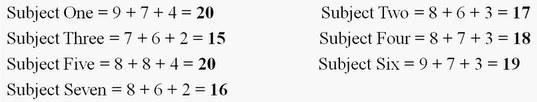 Subject One = 9 + 7 + 4 = 20 Subject Two = 8 + 6 + 3 = 17
Subject Three = 7 + 6 + 2 = 15 Subject Four = 8 + 7 + 3 = 18
Subject Five = 8 + 8 + 4 = 20 Subject Six = 9 + 7 + 3 = 19
Subject Seven = 8 + 6 + 2 = 16